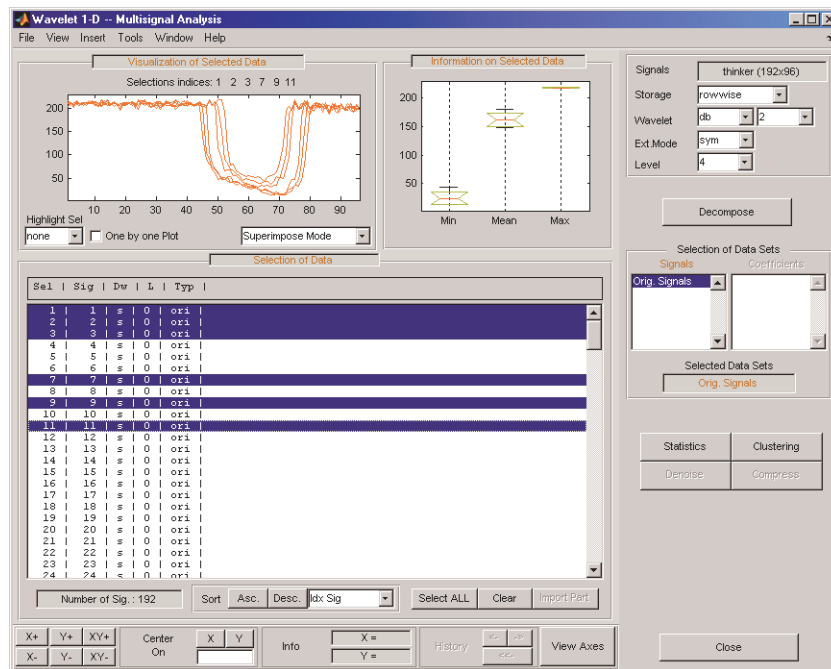 Wavelet 1-D -- Multisignal Analysis
File View Insert Tools Window Help
Visualization of Selected Data
Selections indices: 1 2 3 7 9 11
200
150
100
50
10 20 30 40 50 60 70 80 90
Highlight Sel
none
One by one Plot
Superimpose Mode
Information on Selected Data
200
150
100
50
Min Mean Max
Signals thinker (192x96)
Storage rowwise
Wavelet db 2
Ext.Mode sym
Level 4
Decompose
Selection of Data Sets
Signals Coefficients
Orig. Signals
Selected Data Sets
Orig. Signals
Statistics Clustering
Denoise Compress
Close
Selection of Data
Sel | Sig | Dw | L | Typ |
1 | 1 | s | 0 | ori |
2 | 2 | s | 0 | ori |
3 | 3 | s | 0 | ori |
4 | 4 | s | 0 | ori |
5 | 5 | s | 0 | ori |
6 | 6 | s | 0 | ori |
7 | 7 | s | 0 | ori |
8 | 8 | s | 0 | ori |
9 | 9 | s | 0 | ori |
10 | 10 | s | 0 | ori |
11 | 11 | s | 0 | ori |
12 | 12 | s | 0 | ori |
13 | 13 | s | 0 | ori |
14 | 14 | s | 0 | ori |
15 | 15 | s | 0 | ori |
16 | 16 | s | 0 | ori |
17 | 17 | s | 0 | ori |
18 | 18 | s | 0 | ori |
19 | 19 | s | 0 | ori |
20 | 20 | s | 0 | ori |
21 | 21 | s | 0 | ori |
22 | 22 | s | 0 | ori |
23 | 23 | s | 0 | ori |
24 | 24 | s | 0 | ori |
Number of Sig. : 192
Sort Asc. Desc. Idx Sig
Select ALL Clear Import Part
X+ Y+ XY+
X- Y- XY-
Center On X Y
Info X = Y =
History <- -> <<-
View Axes